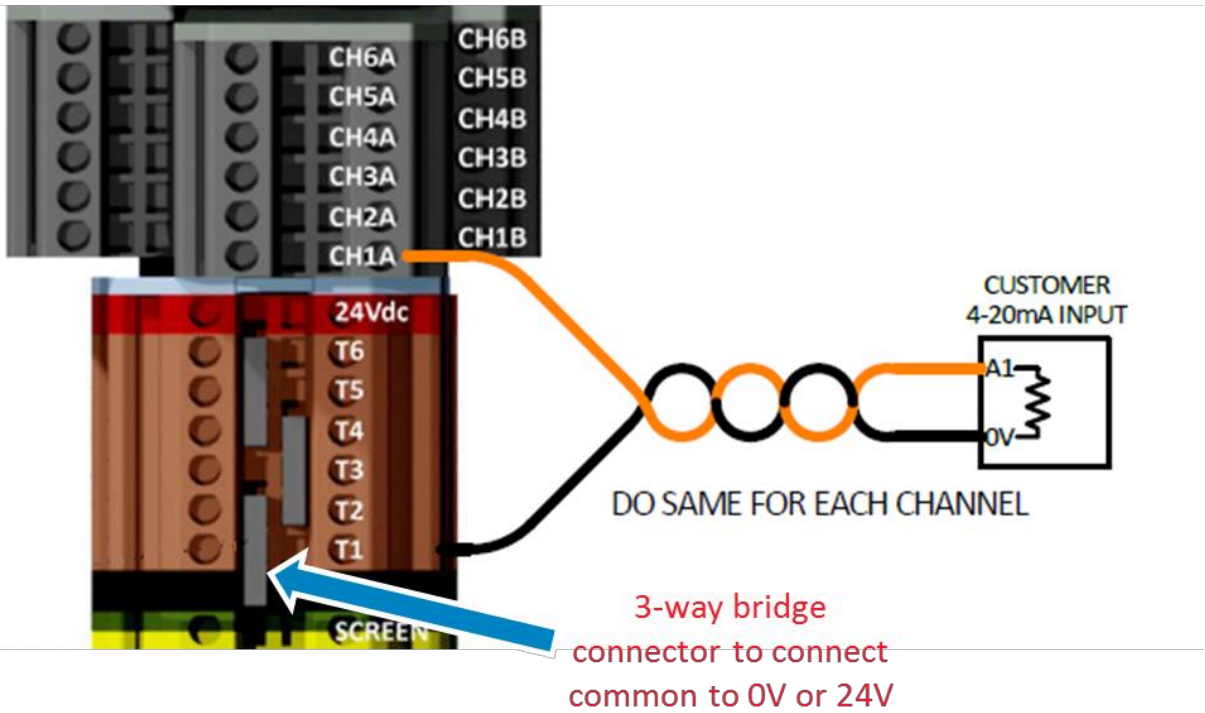 CH6B
CH6A
CH5B
CH5A
CH4B
CH4A
CH3B
CH3A
CH2B
CH2A
CH1B
CH1A
24Vdc
T6
T5
T4
T3
T2
T1
SCREEN
CUSTOMER
4-20mA INPUT
A1
0V
DO SAME FOR EACH CHANNEL
3-way bridge
connector to connect
common to 0V or 24V